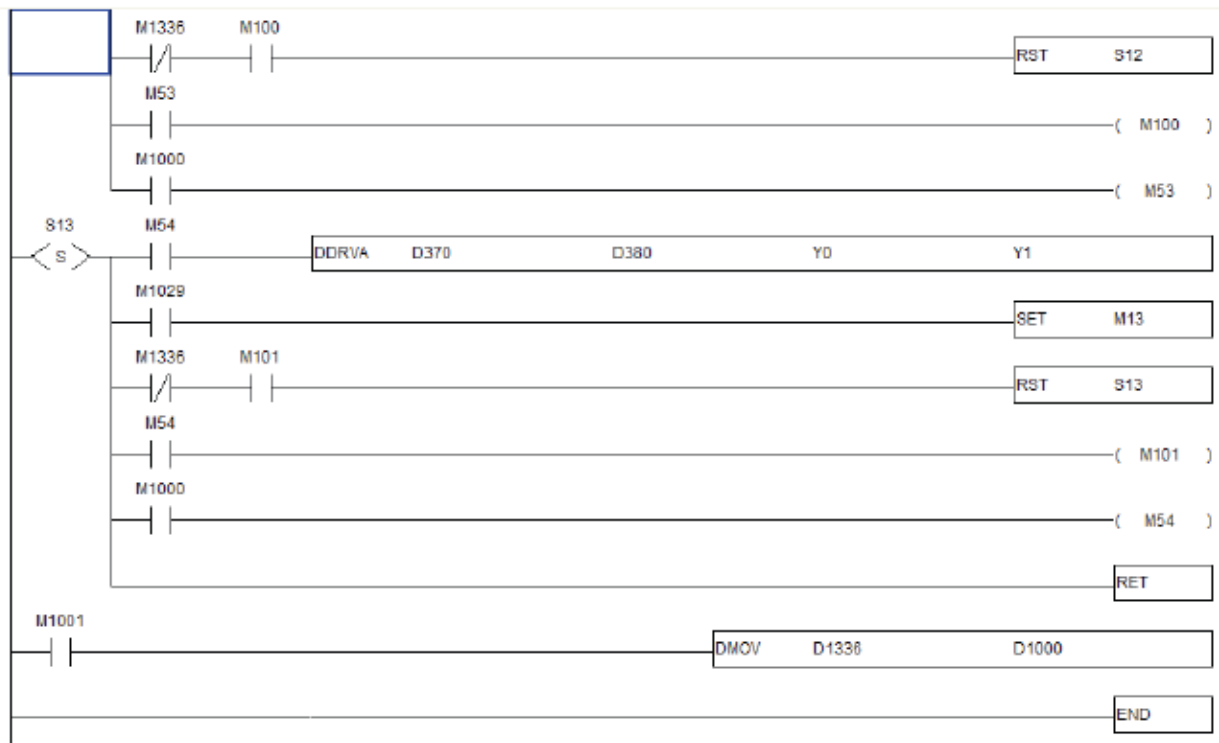 M1336 M100
RST S12
M53
( M100 )
M1000
( M53 )
S13 M54
S DDRVA D370 D380 Y0 Y1
M1029
SET M13
M1336 M101
RST S13
M54
( M101 )
M1000
( M54 )
RET
M1001
DMOV D1336 D1000
END